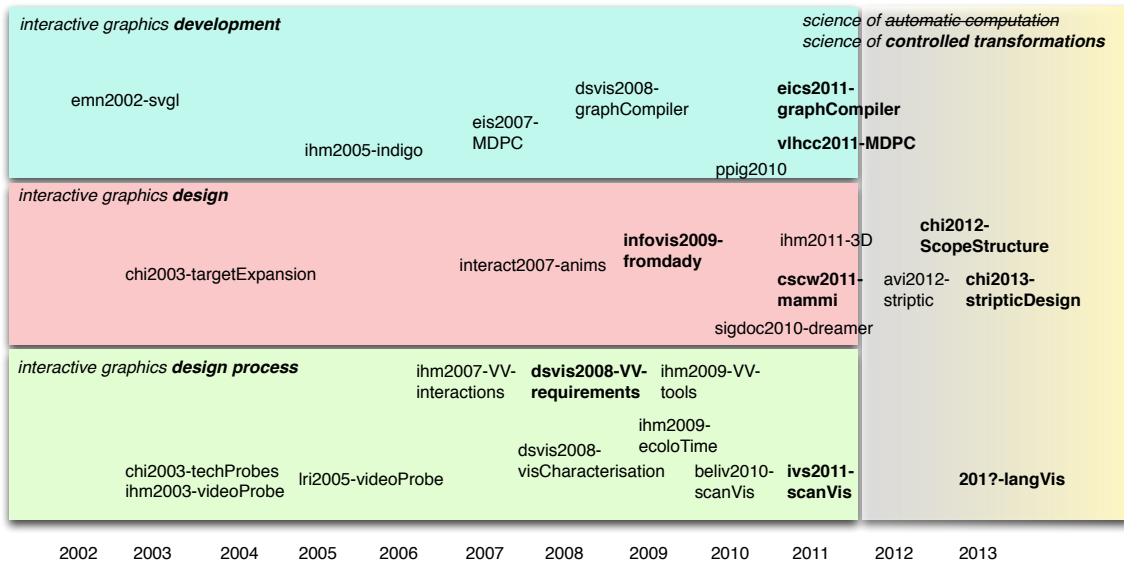 interactive graphics development
science of automatic computation
science of controlled transformations
emn2002-svgl
dsvis2008-
graphCompiler
eics2011-
graphCompiler
eis2007-
MDPC
ihm2005-indigo
vlhcc2011-MDPC
ppig2010
interactive graphics design
chi2003-targetExpansion
interact2007-anims
infovis2009-
fromdady
ihm2011-3D
chi2012-
ScopeStructure
cscw2011-
mammi
avi2012-
striptic
chi2013-
stripticDesign
sigdoc2010-dreamer
interactive graphics design process
ihm2007-VV-
interactions
dsvis2008-VV-
requirements
ihm2009-VV-
tools
ihm2009-
ecoloTime
chi2003-techProbes
ihm2003-videoProbe
lri2005-videoProbe
dsvis2008-
visCharacterisation
beliv2010-
scanVis
ivs2011-
scanVis
201?-langVis
2002 2003 2004 2005 2006 2007 2008 2009 2010 2011 2012 2013